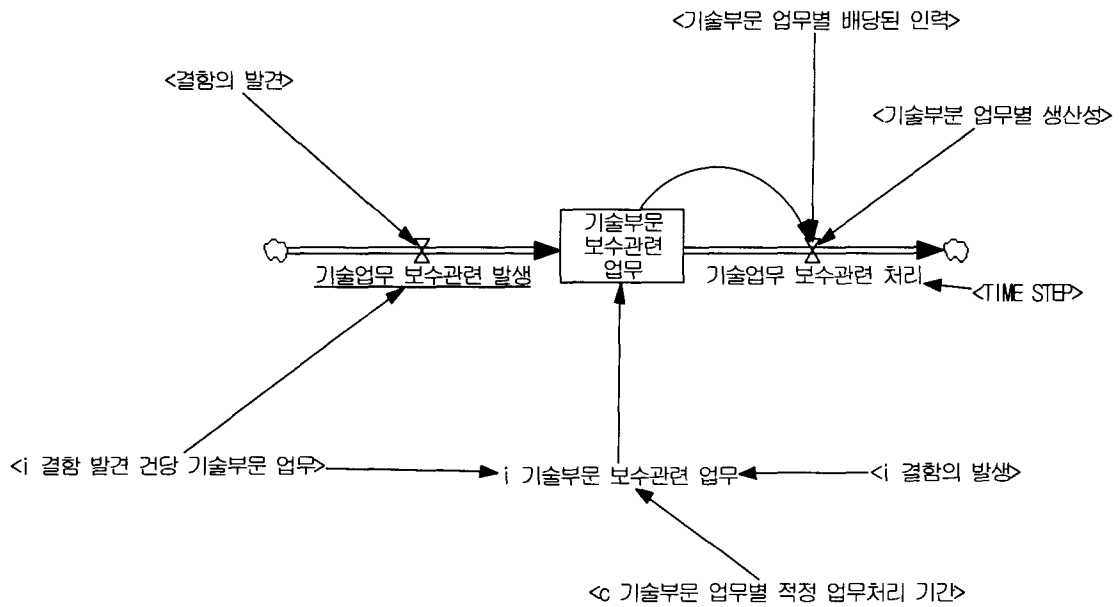 <기술부문 업무별 배당된 인력>
<결함의 발견>
<기술부분 업무별 생산성>
기술부문
보수관련
업무
기술업무 보수관련 발생
기술업무 보수관련 처리
<TIME STEP>
<i 결함 발견 건당 기술부문 업무>
i 기술부문 보수관련 업무
<i 결함의 발생>
<c 기술부문 업무별 적정 업무처리 기간>